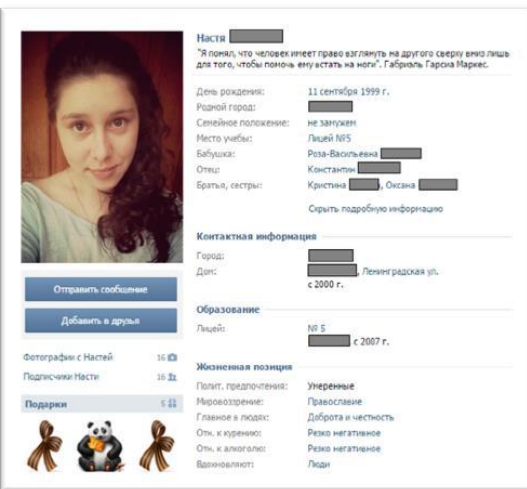 Настя
"Я понял, что человек имеет право взглянуть на другого сверху вниз лишь
для того, чтобы помочь ему встать на ноги". Габриэль Гарсиа Маркес.
День рождения: 11 сентября 1999 г.
Родной город:
Семейное положение: не замужем
Место учебы: Лицей №5
Бабушка: Роза-Васильевна
Отец: Константин
Братья, сестры: Кристина , Оксана
Скрыть подробную информацию
Контактная информация
Город:
Дом: , Ленинградская ул.
с 2000 г.
Образование
Лицей: № 5
с 2007 г.
Жизненная позиция
Полит. предпочтения: Умеренные
Мировоззрение: Православие
Главное в людях: Доброта и честность
Отн. к курению: Резко негативное
Отн. к алкоголю: Резко негативное
Вдохновляют: Люди
Отправить сообщение
Добавить в друзья
Фотографии с Настей 16
Подписчики Насти 16
Подарки 5